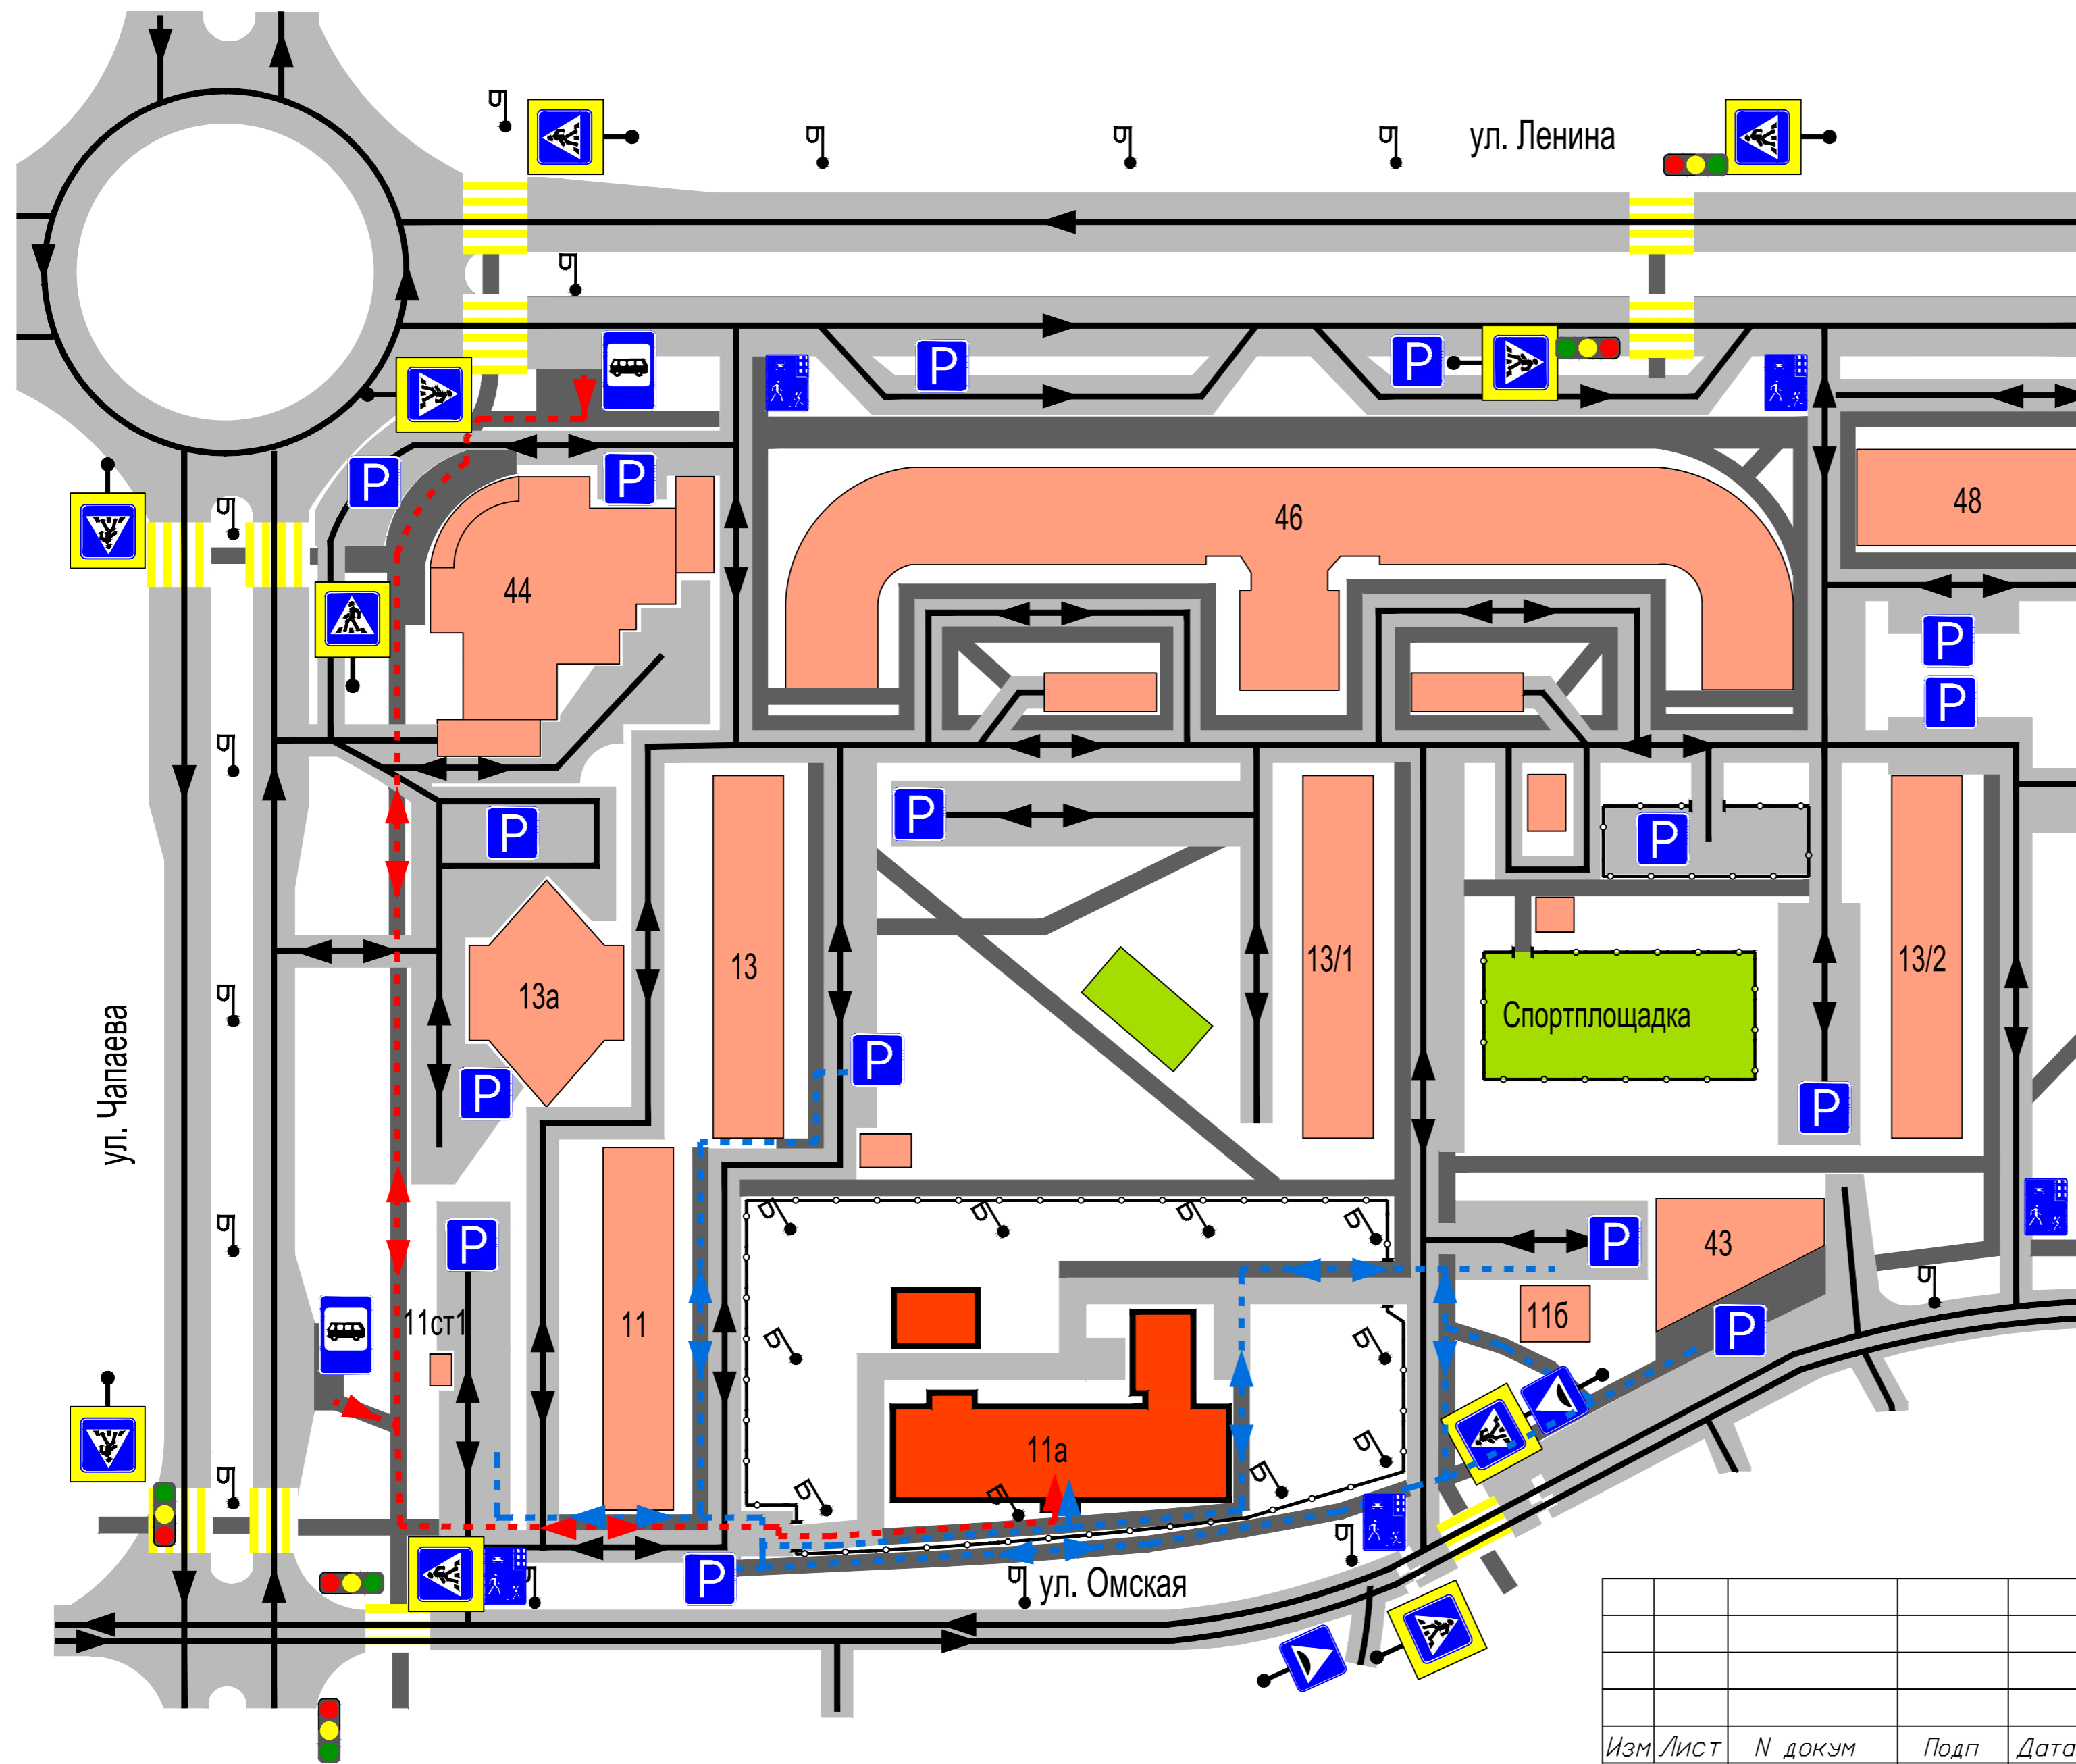 ул. Ленина
P
P
P
P
46
48
44
P
P
P
P
P
13
13/1
13/2
13а
Спортплощадка
ул. Чапаева
P
P
P
P
P
43
11ст1
11
11б
P
11а
P
ул. Омская
Изм Лист N докум Подп Дата